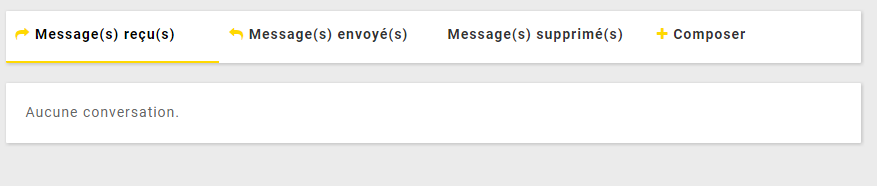 Message(s) reçu(s) Message(s) envoyé(s) Message(s) supprimé(s) Composer
Aucune conversation.